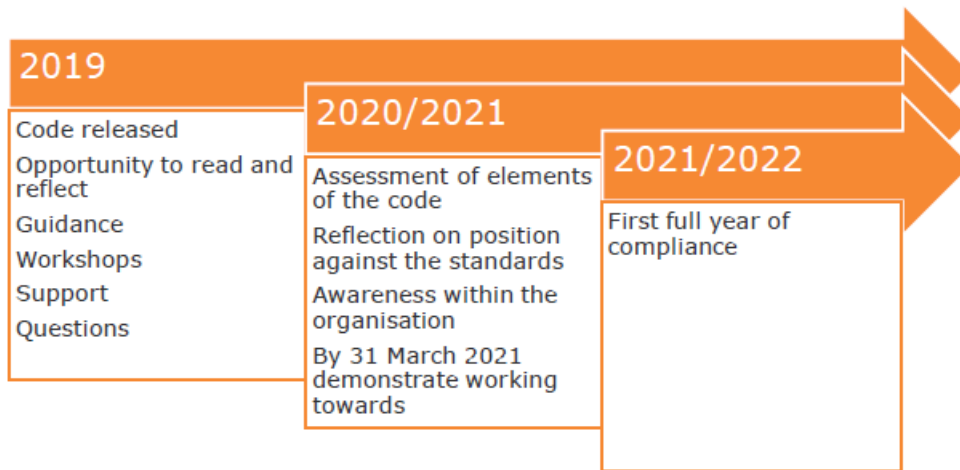 2019
Code released
Opportunity to read and
reflect
Guidance
Workshops
Support
Questions
2020/2021
Assessment of elements
of the code
Reflection on position
against the standards
Awareness within the
organisation
By 31 March 2021
demonstrate working
towards
2021/2022
First full year of
compliance